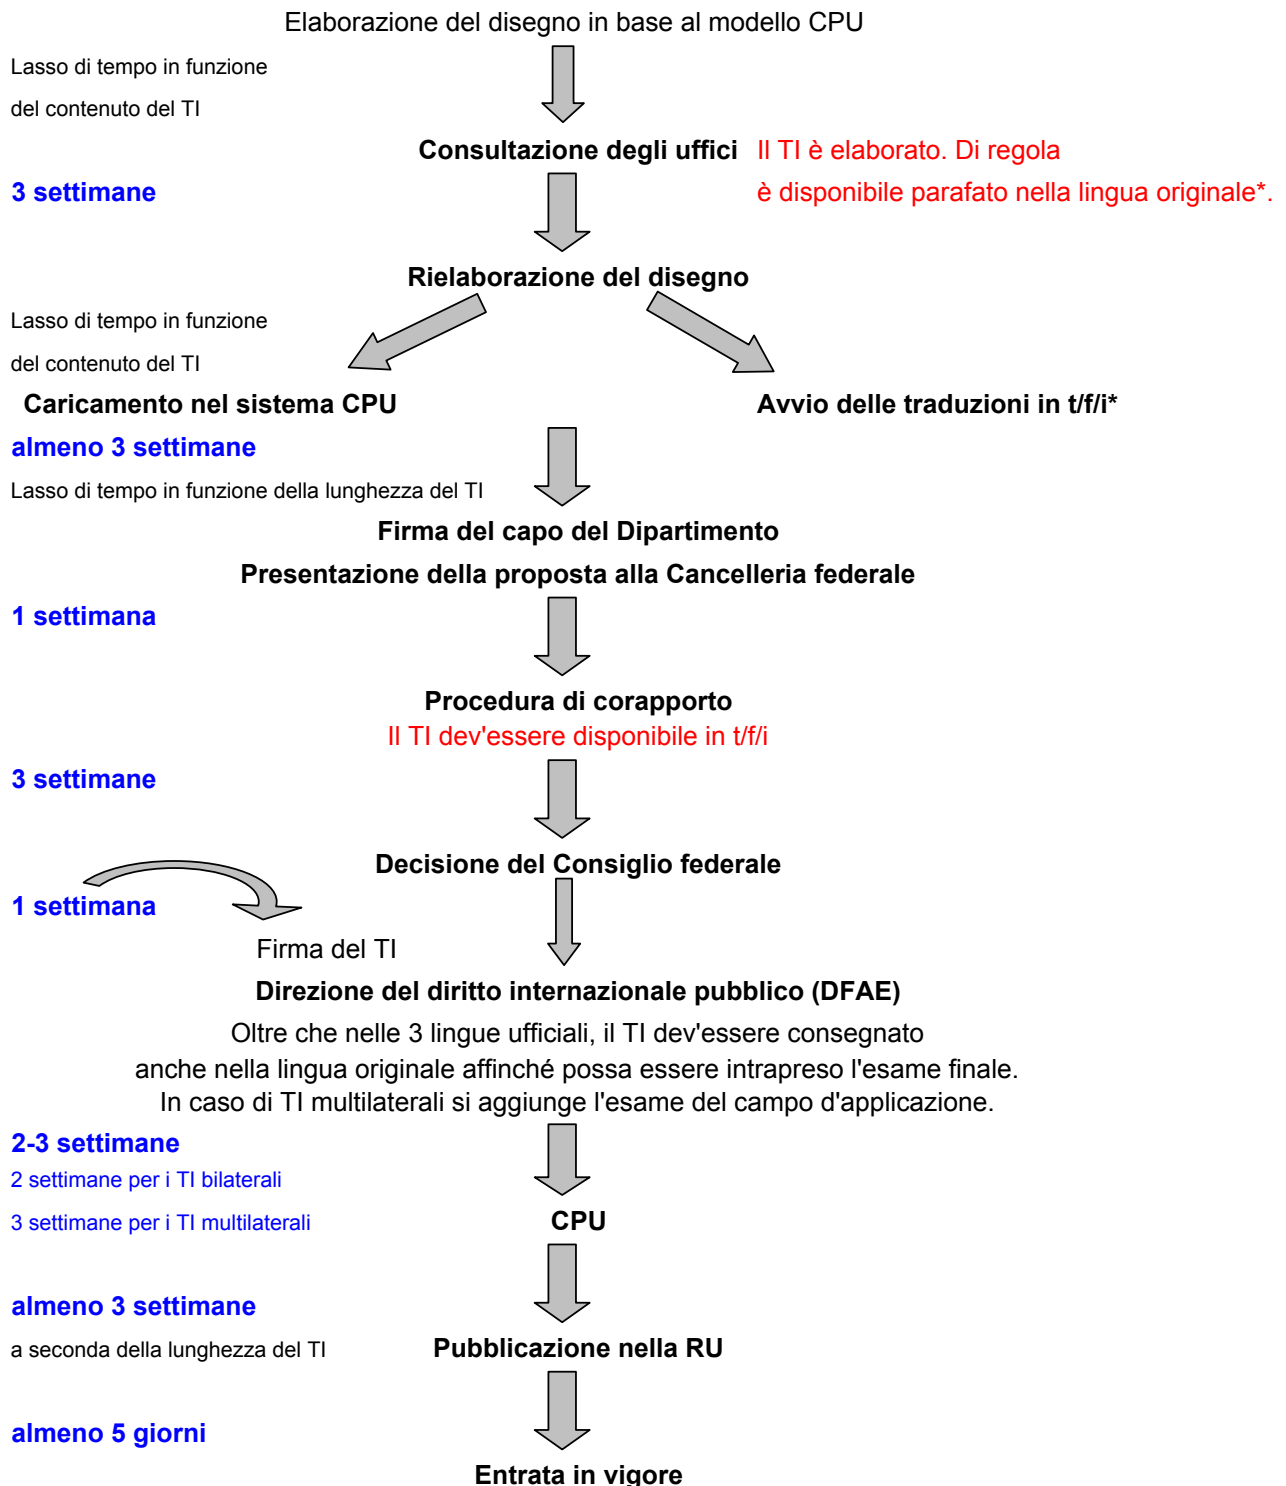 Elaborazione del disegno in base al modello CPU
Lasso di tempo in funzione
del contenuto del TI
Consultazione degli uffici Il TI è elaborato. Di regola
3 settimane è disponibile parafato nella lingua originale*.
Rielaborazione del disegno
Lasso di tempo in funzione
del contenuto del TI
Caricamento nel sistema CPU Avvio delle traduzioni in t/f/i*
almeno 3 settimane
Lasso di tempo in funzione della lunghezza del TI
Firma del capo del Dipartimento
Presentazione della proposta alla Cancelleria federale
1 settimana
Procedura di corapporto
Il TI dev'essere disponibile in t/f/i
3 settimane
Decisione del Consiglio federale
1 settimana
Firma del TI
Direzione del diritto internazionale pubblico (DFAE)
Oltre che nelle 3 lingue ufficiali, il TI dev'essere consegnato
anche nella lingua originale affinché possa essere intrapreso l'esame finale.
In caso di TI multilaterali si aggiunge l'esame del campo d'applicazione.
2-3 settimane
2 settimane per i TI bilaterali
3 settimane per i TI multilaterali CPU
almeno 3 settimane
a seconda della lunghezza del TI Pubblicazione nella RU
almeno 5 giorni
Entrata in vigore